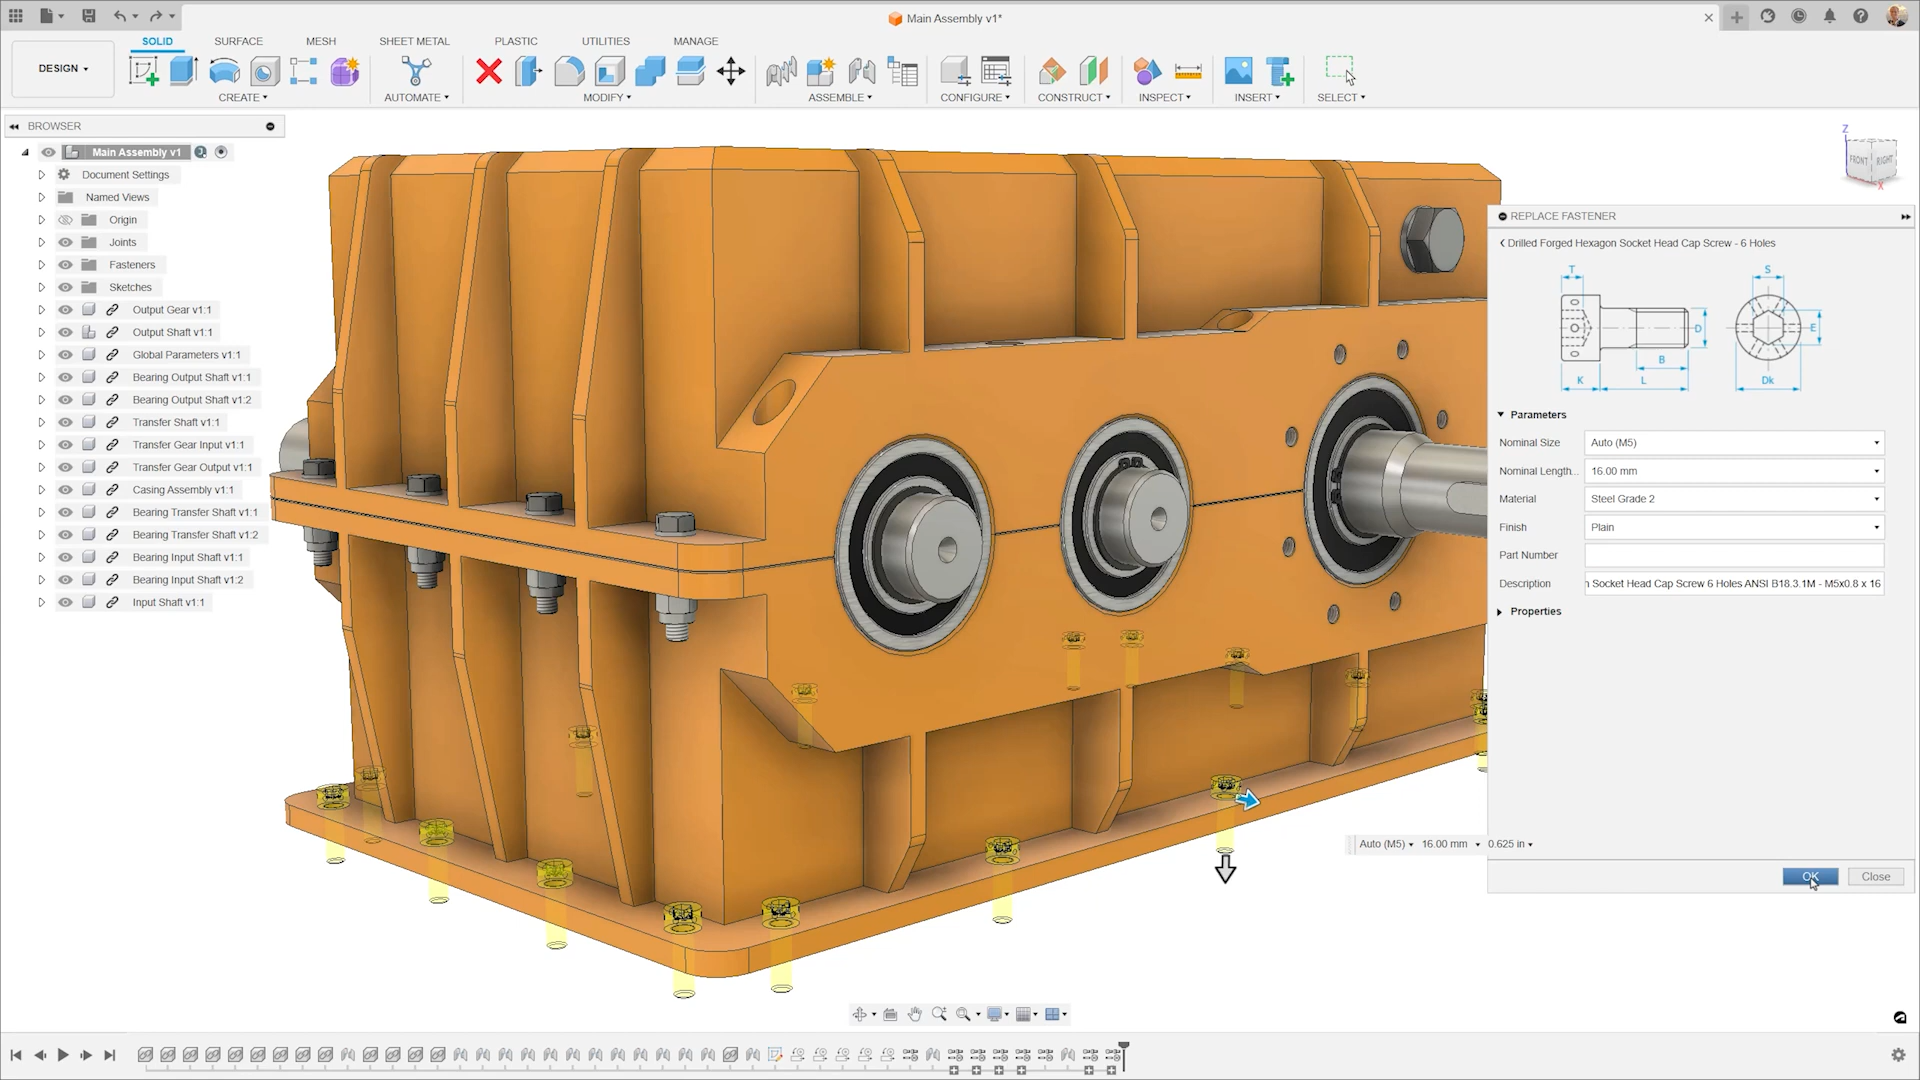 Main Assembly v1*
SOLID
SURFACE
MESH
SHEET METAL
PLASTIC
UTILITIES
MANAGE
DESIGN
CREATE
AUTOMATE
MODIFY
ASSEMBLE
CONFIGURE
CONSTRUCT
INSPECT
INSERT
SELECT
BROWSER
Main Assembly v1
Document Settings
Named Views
Origin
Joints
Fasteners
Sketches
Output Gear v1:1
Output Shaft v1:1
Global Parameters v1:1
Bearing Output Shaft v1:1
Bearing Output Shaft v1:2
Transfer Shaft v1:1
Transfer Gear Input v1:1
Transfer Gear Output v1:1
Casing Assembly v1:1
Bearing Transfer Shaft v1:1
Bearing Transfer Shaft v1:2
Bearing Input Shaft v1:1
Bearing Input Shaft v1:2
Input Shaft v1:1
Z
FRONT
RIGHT
X
REPLACE FASTENER
Drilled Forged Hexagon Socket Head Cap Screw - 6 Holes
T
S
D
E
B
K
L
Dk
Parameters
Nominal Size
Auto (M5)
Nominal Length...
16.00 mm
Material
Steel Grade 2
Finish
Plain
Part Number
Description
Socket Head Cap Screw 6 Holes ANSI B18.3.1M - M5x0.8 x 16
Properties
Auto (M5)
16.00 mm
0.625 in
OK
Close